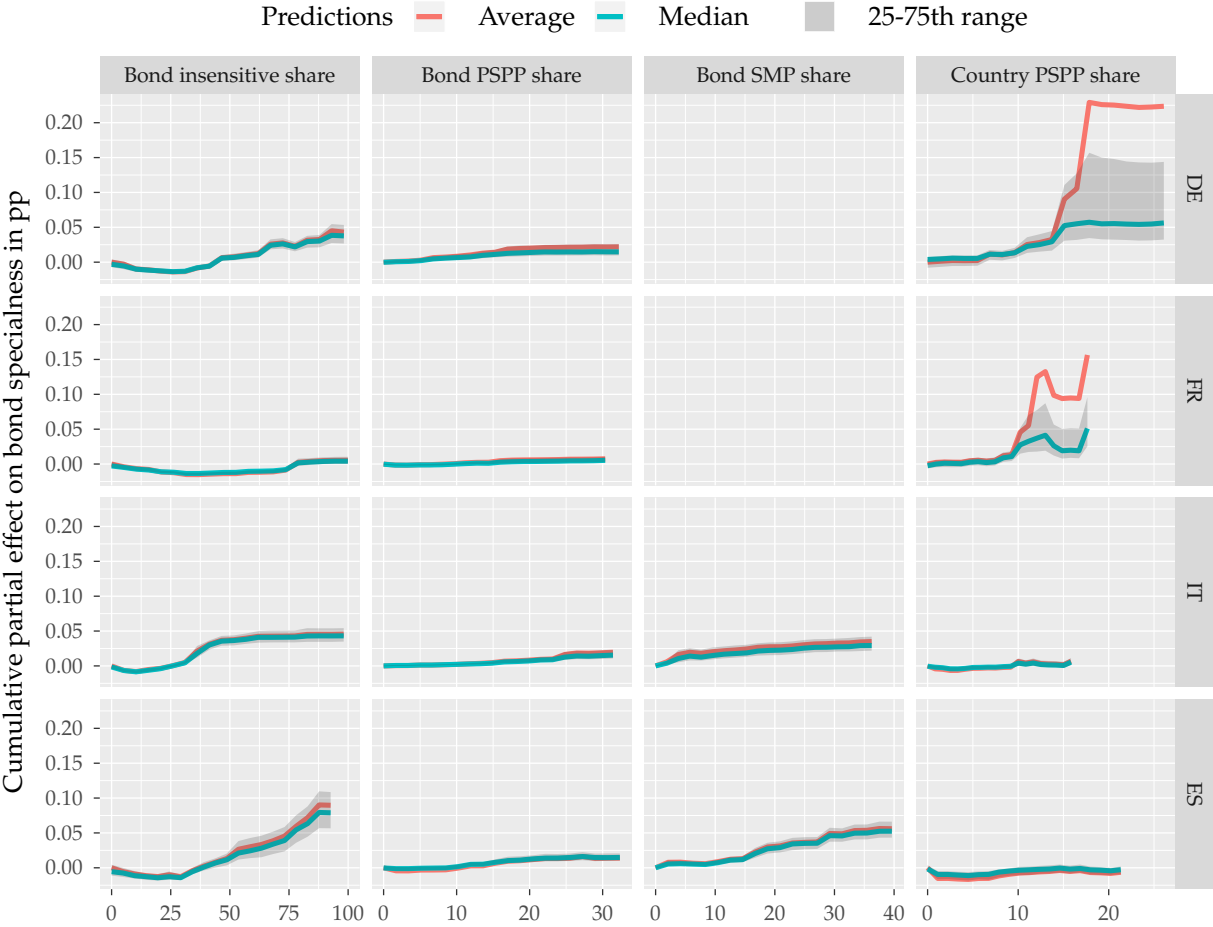 Predictions Average Median 25-75th range
Bond insensitive share Bond PSPP share Bond SMP share Country PSPP share
Cumulative partial effect on bond specialness in pp
0.20
0.15
0.10
0.05
0.00
DE
0.20
0.15
0.10
0.05
0.00
FR
0.20
0.15
0.10
0.05
0.00
IT
0.20
0.15
0.10
0.05
0.00
ES
0 25 50 75 100 0 10 20 30 0 10 20 30 40 0 10 20